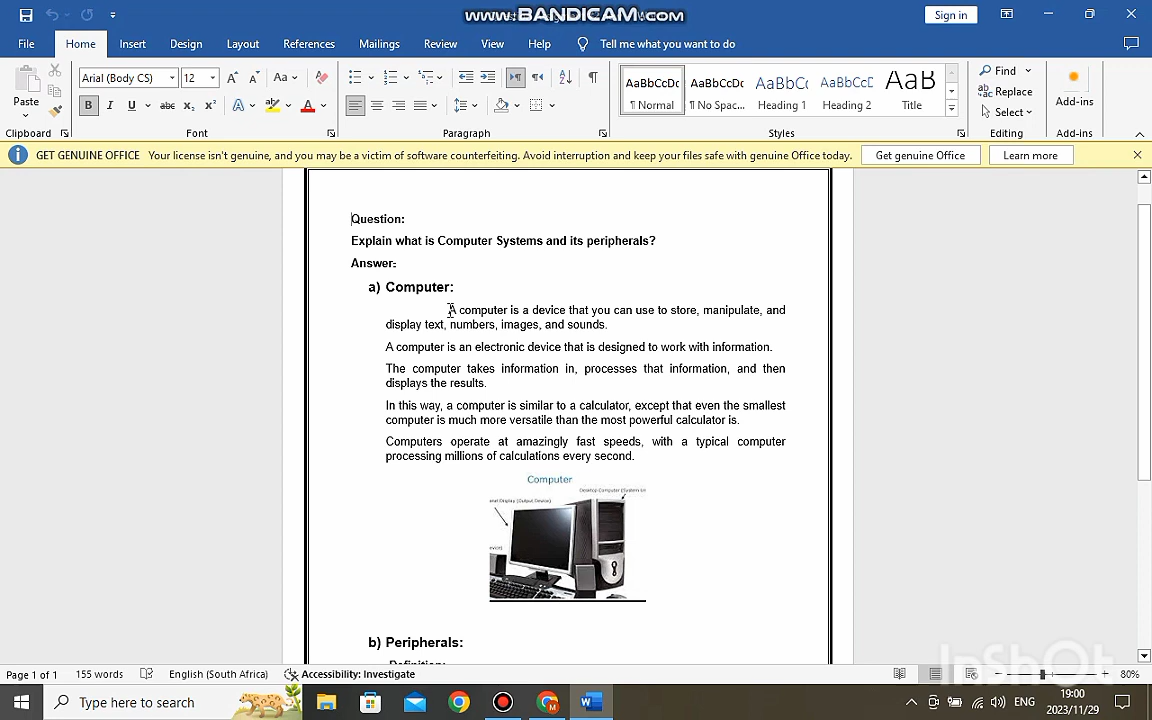 www.BANDICAM.com
Sign in
File Home Insert Design Layout References Mailings Review View Help Tell me what you want to do
Paste
Arial (Body CS) 12
Clipboard Font Paragraph Styles Editing Add-ins
AaBbCcDc AaBbCcDc AaBbCc AaBbCcD AaB
¶ Normal ¶ No Spac... Heading 1 Heading 2 Title
Find
Replace
Select
Add-ins
GET GENUINE OFFICE Your license isn't genuine, and you may be a victim of software counterfeiting. Avoid interruption and keep your files safe with genuine Office today. Get genuine Office Learn more
Question:
Explain what is Computer Systems and its peripherals?
Answer:
a) Computer:
A computer is a device that you can use to store, manipulate, and
display text, numbers, images, and sounds.
A computer is an electronic device that is designed to work with information.
The computer takes information in, processes that information, and then
displays the results.
In this way, a computer is similar to a calculator, except that even the smallest
computer is much more versatile than the most powerful calculator is.
Computers operate at amazingly fast speeds, with a typical computer
processing millions of calculations every second.
Computer
Desktop Computer (System
Display (Output Device)
b) Peripherals:
Definition:
Page 1 of 1 155 words English (South Africa) Accessibility: Investigate 80%
InShOt
Type here to search
ENG
19:00
2023/11/29